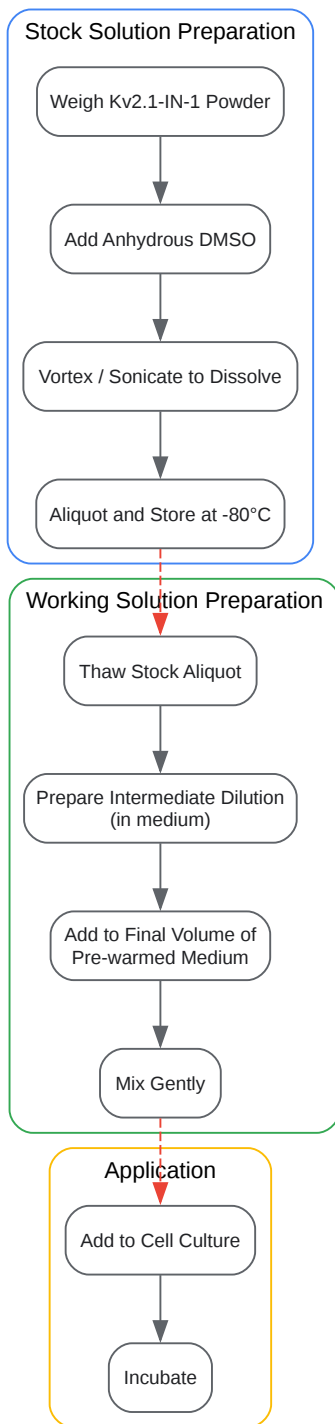 Stock Solution Preparation
Weigh Kv2.1-IN-1 Powder
Add Anhydrous DMSO
Vortex / Sonicate to Dissolve
Aliquot and Store at -80°C
Working Solution Preparation
Thaw Stock Aliquot
Prepare Intermediate Dilution
(in medium)
Add to Final Volume of
Pre-warmed Medium
Mix Gently
Application
Add to Cell Culture
Incubate